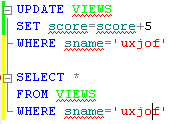 UPDATE VIEWS
SET score=score+5
WHERE sname='uxjof'
SELECT *
FROM VIEWS
WHERE sname='uxjof'